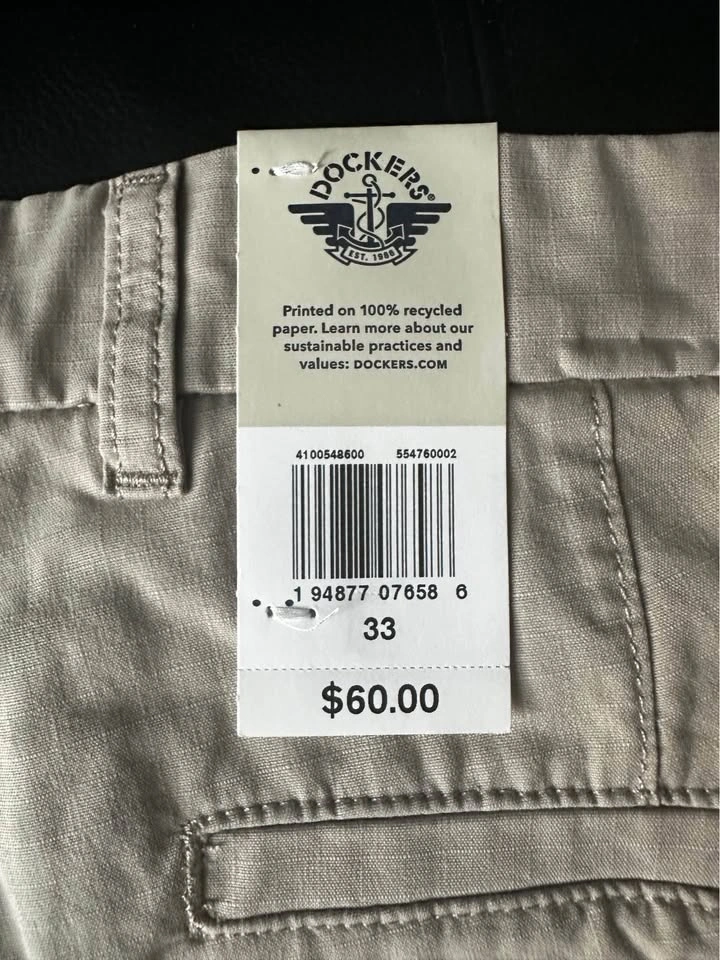 DOCKERS®
EST. 1986
Printed on 100% recycled
paper. Learn more about our
sustainable practices and
values: DOCKERS.COM
4100548600 554760002
1 94877 07658 6
33
$60.00